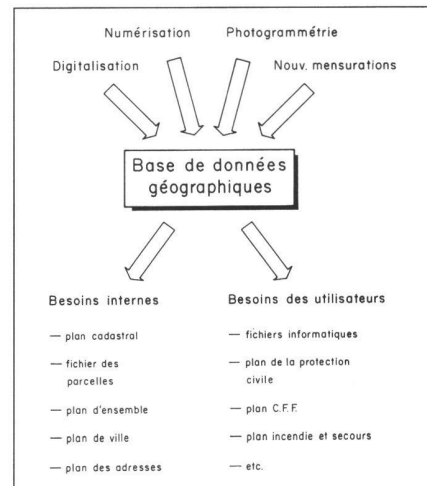 Numérisation Photogrammétrie
Digitalisation Nouv. mensurations
Base de données
géographiques
Besoins internes
— plan cadastral
— fichier des
parcelles
— plan d'ensemble
— plan de ville
— plan des adresses
Besoins des utilisateurs
— fichiers informatiques
— plan de la protection
civile
— plan C.F.F.
— plan incendie et secours
— etc.